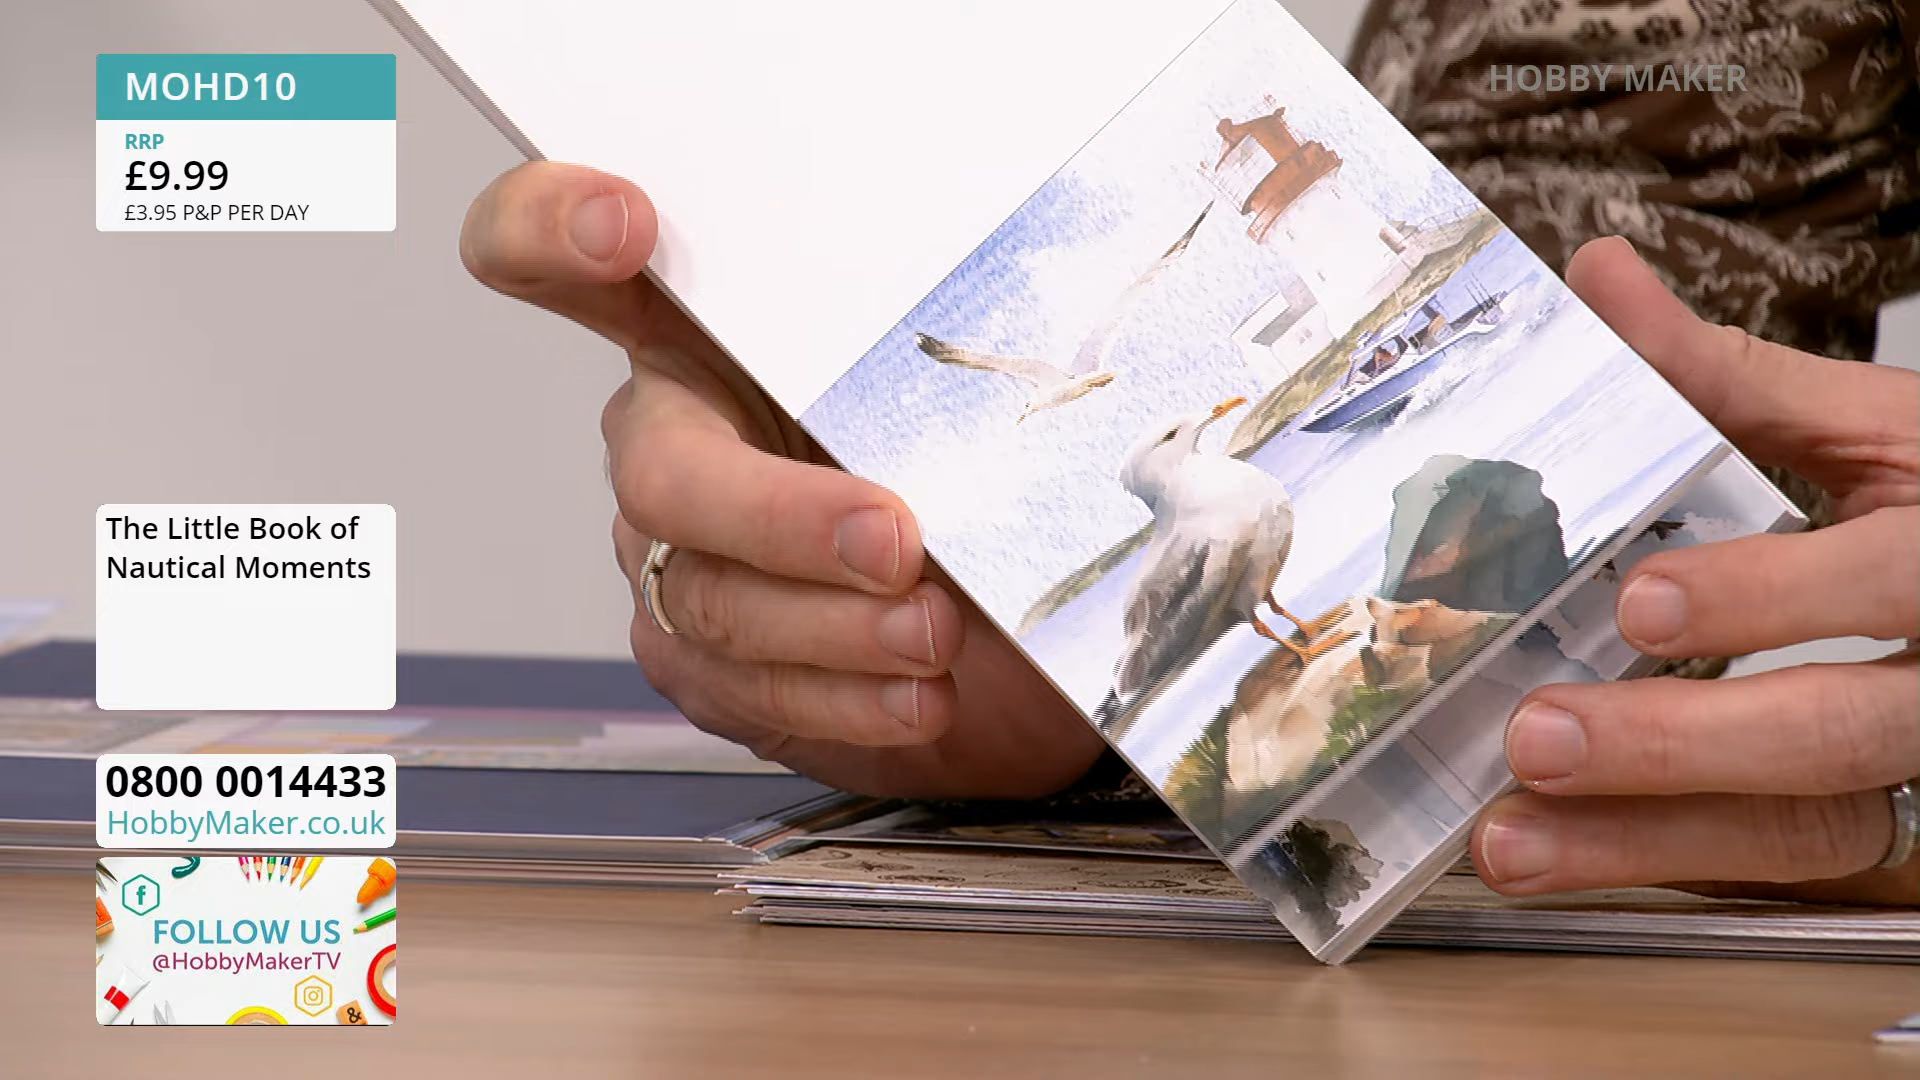 MOHD10
RRP
£9.99
£3.95 P&P PER DAY
HOBBY MAKER
The Little Book of
Nautical Moments
0800 0014433
HobbyMaker.co.uk
FOLLOW US
@HobbyMakerTV
&